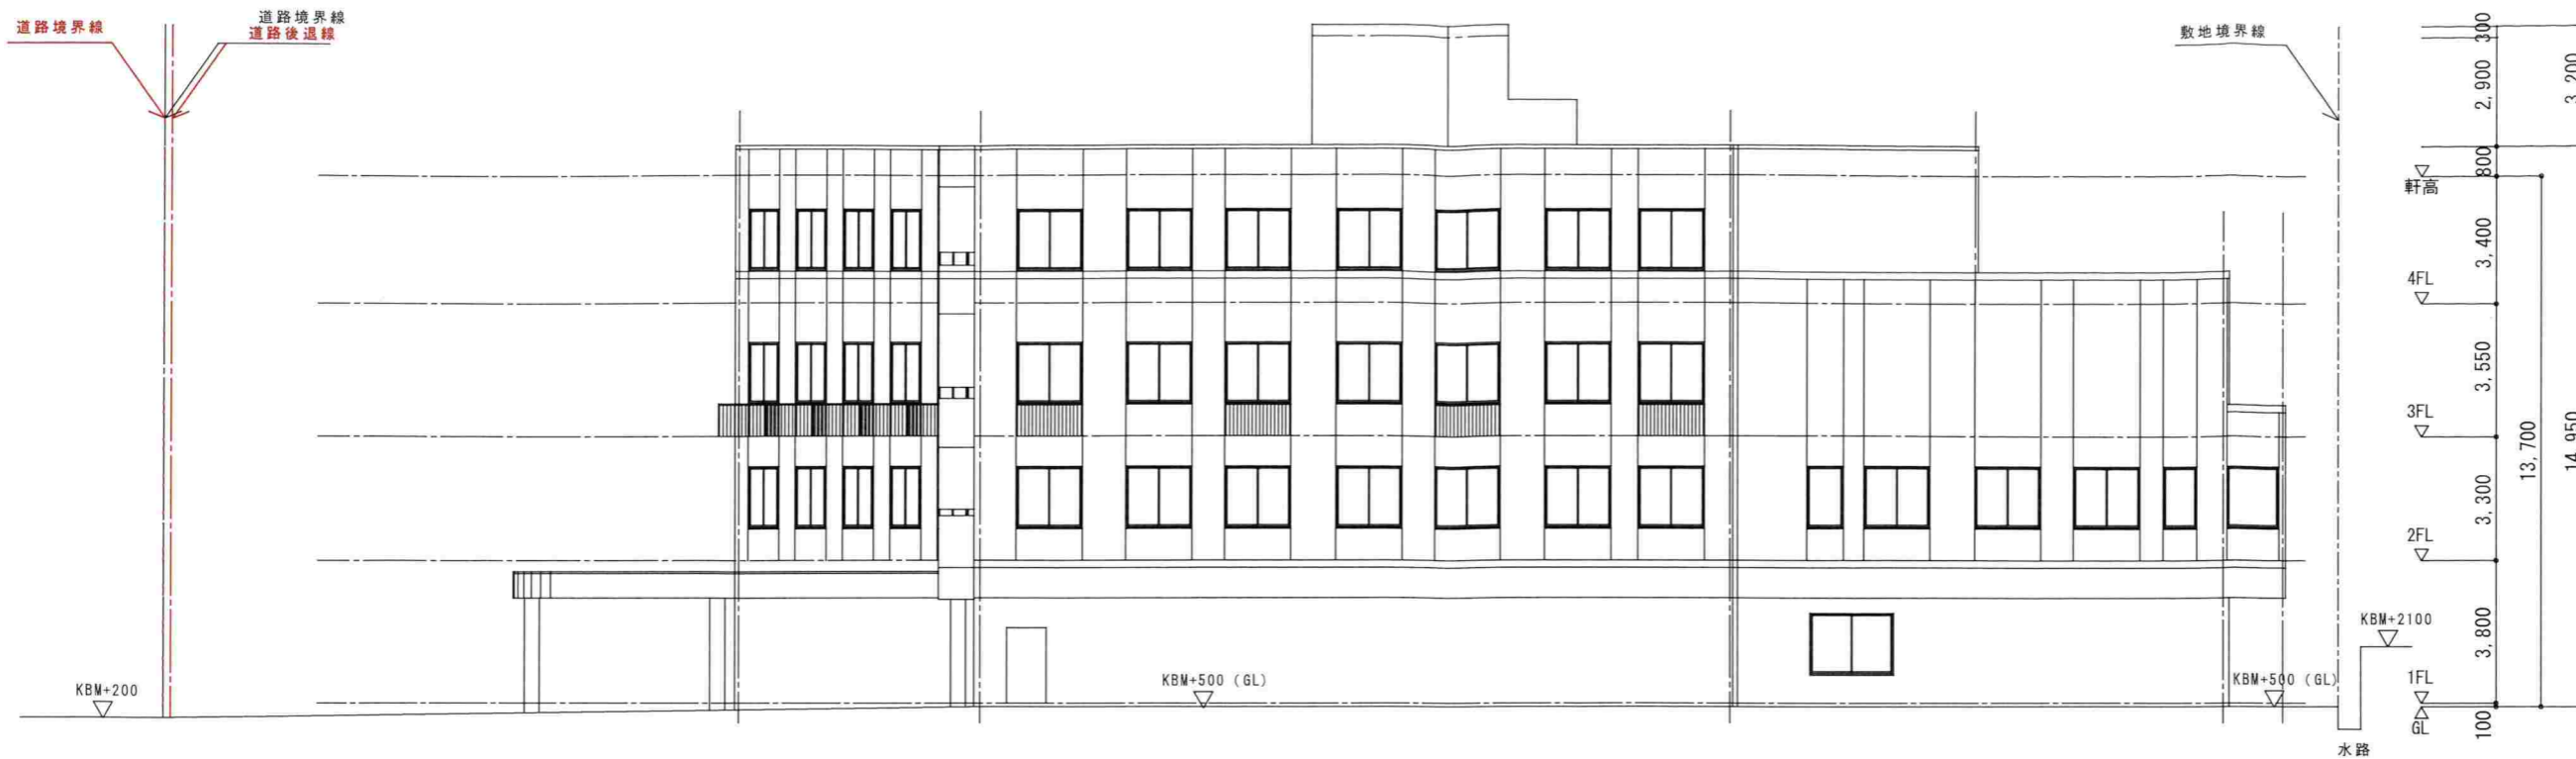 道路境界線
道路境界線
道路後退線
敷地境界線
300
2,900
3,200
800
軒高
3,400
4FL
3,550
3FL
13,700
14,950
3,300
2FL
KBM+2100
3,800
KBM+200
KBM+500 (GL)
KBM+500 (GL)
1FL
GL
100
水路